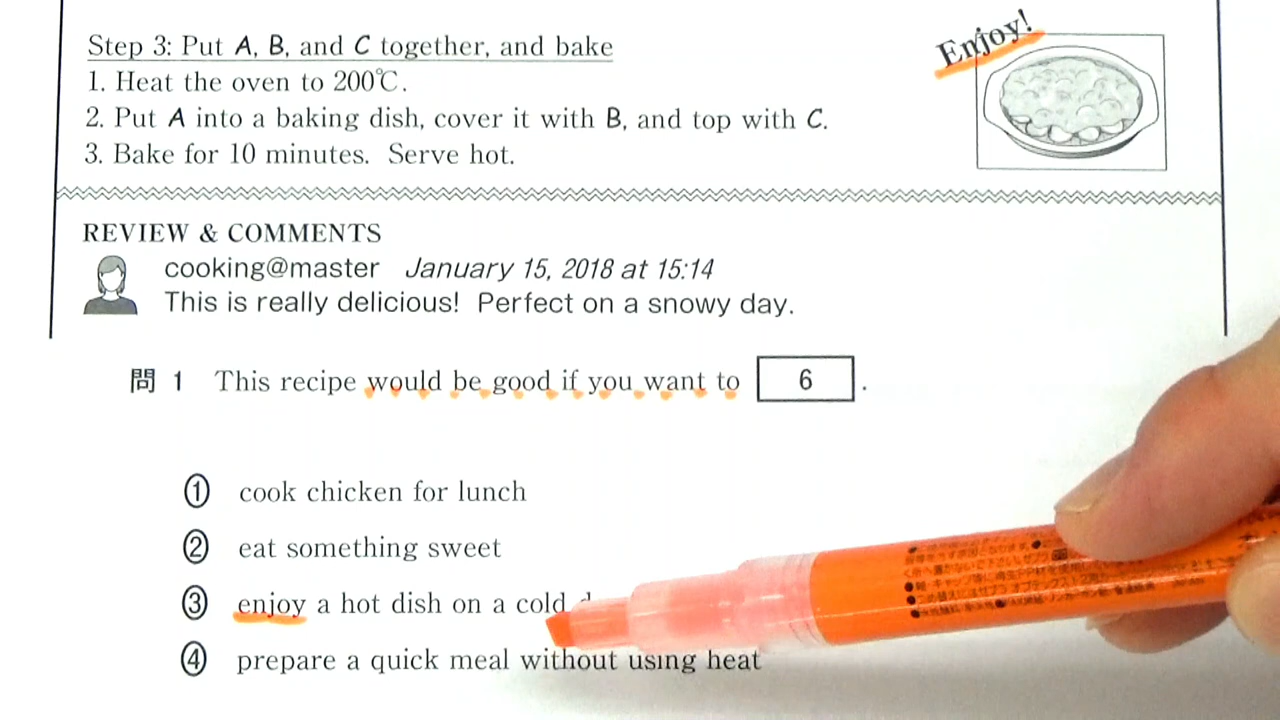 Step 3: Put A, B, and C together, and bake
Enjoy!
1. Heat the oven to 200℃.
2. Put A into a baking dish, cover it with B, and top with C.
3. Bake for 10 minutes. Serve hot.
REVIEW & COMMENTS
cooking@master January 15, 2018 at 15:14
This is really delicious! Perfect on a snowy day.
問 1 This recipe would be good if you want to 6 .
① cook chicken for lunch
② eat something sweet
③ enjoy a hot dish on a cold
④ prepare a quick meal without using heat